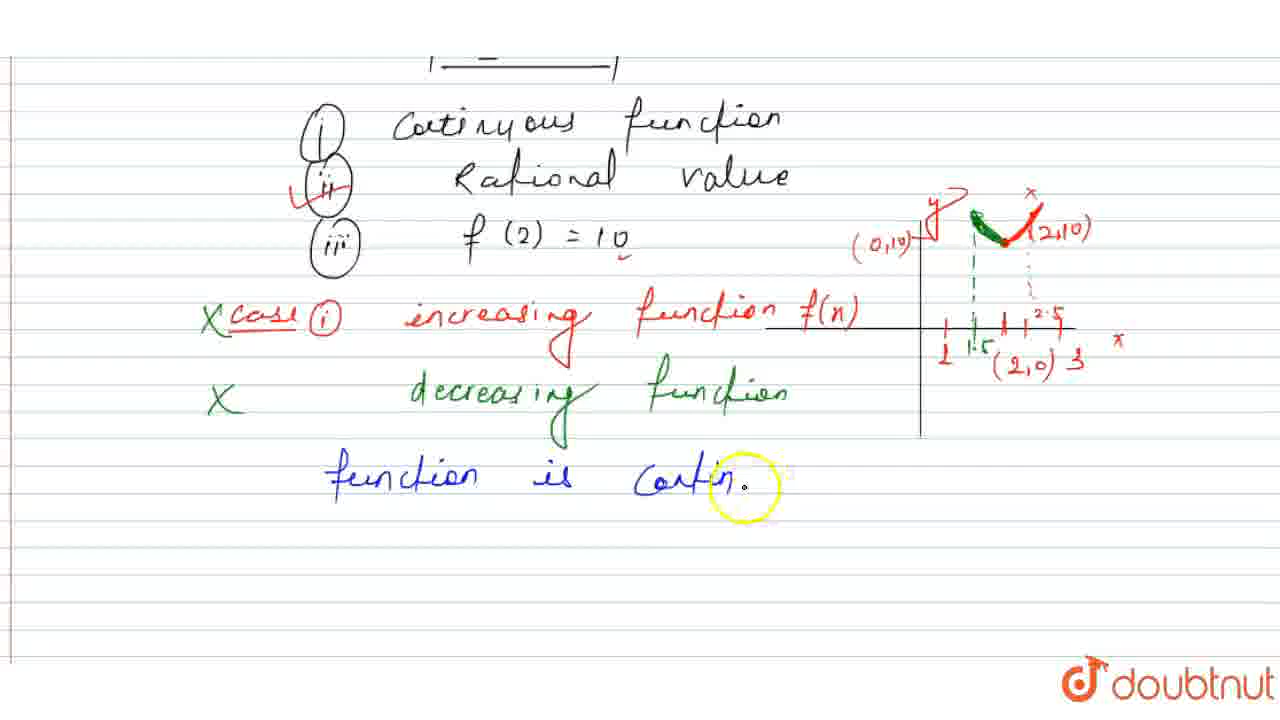 i continuous function
ii Rational value
iii f (2) = 10
X case i increasing function f(x)
X decreasing function
function is contin
y
x
(0,10)
(2,10)
1 1.5 2.5
(2,0) 3 x
doubtnut